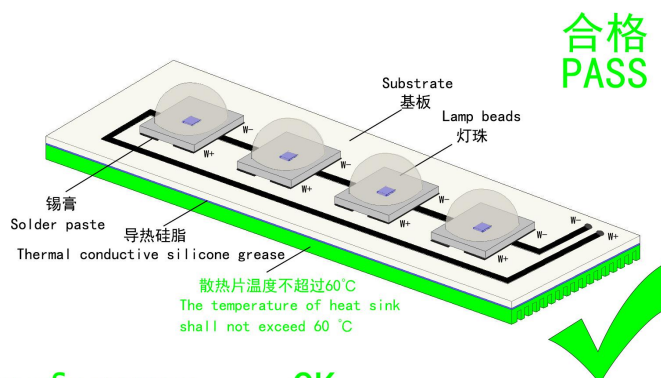 合格
PASS
Substrate
基板
Lamp beads
灯珠
W-
W+
W-
W+
W-
W+
W-
W+
W-
W+
锡膏
Solder paste
导热硅脂
Thermal conductive silicone grease
散热片温度不超过60℃
The temperature of heat sink
shall not exceed 60 ℃
OK